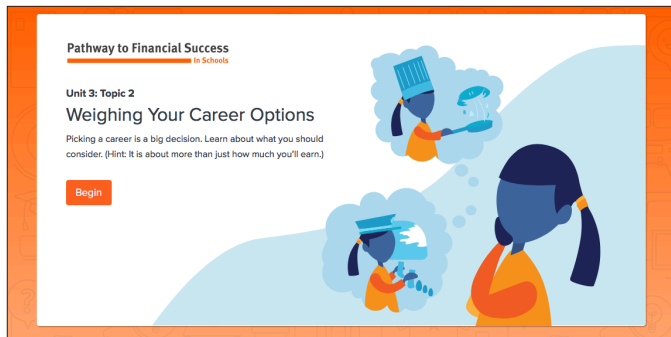 Pathway to Financial Success
In Schools
Unit 3: Topic 2
Weighing Your Career Options
Picking a career is a big decision. Learn about what you should
consider. (Hint: It is about more than just how much you'll earn.)
Begin